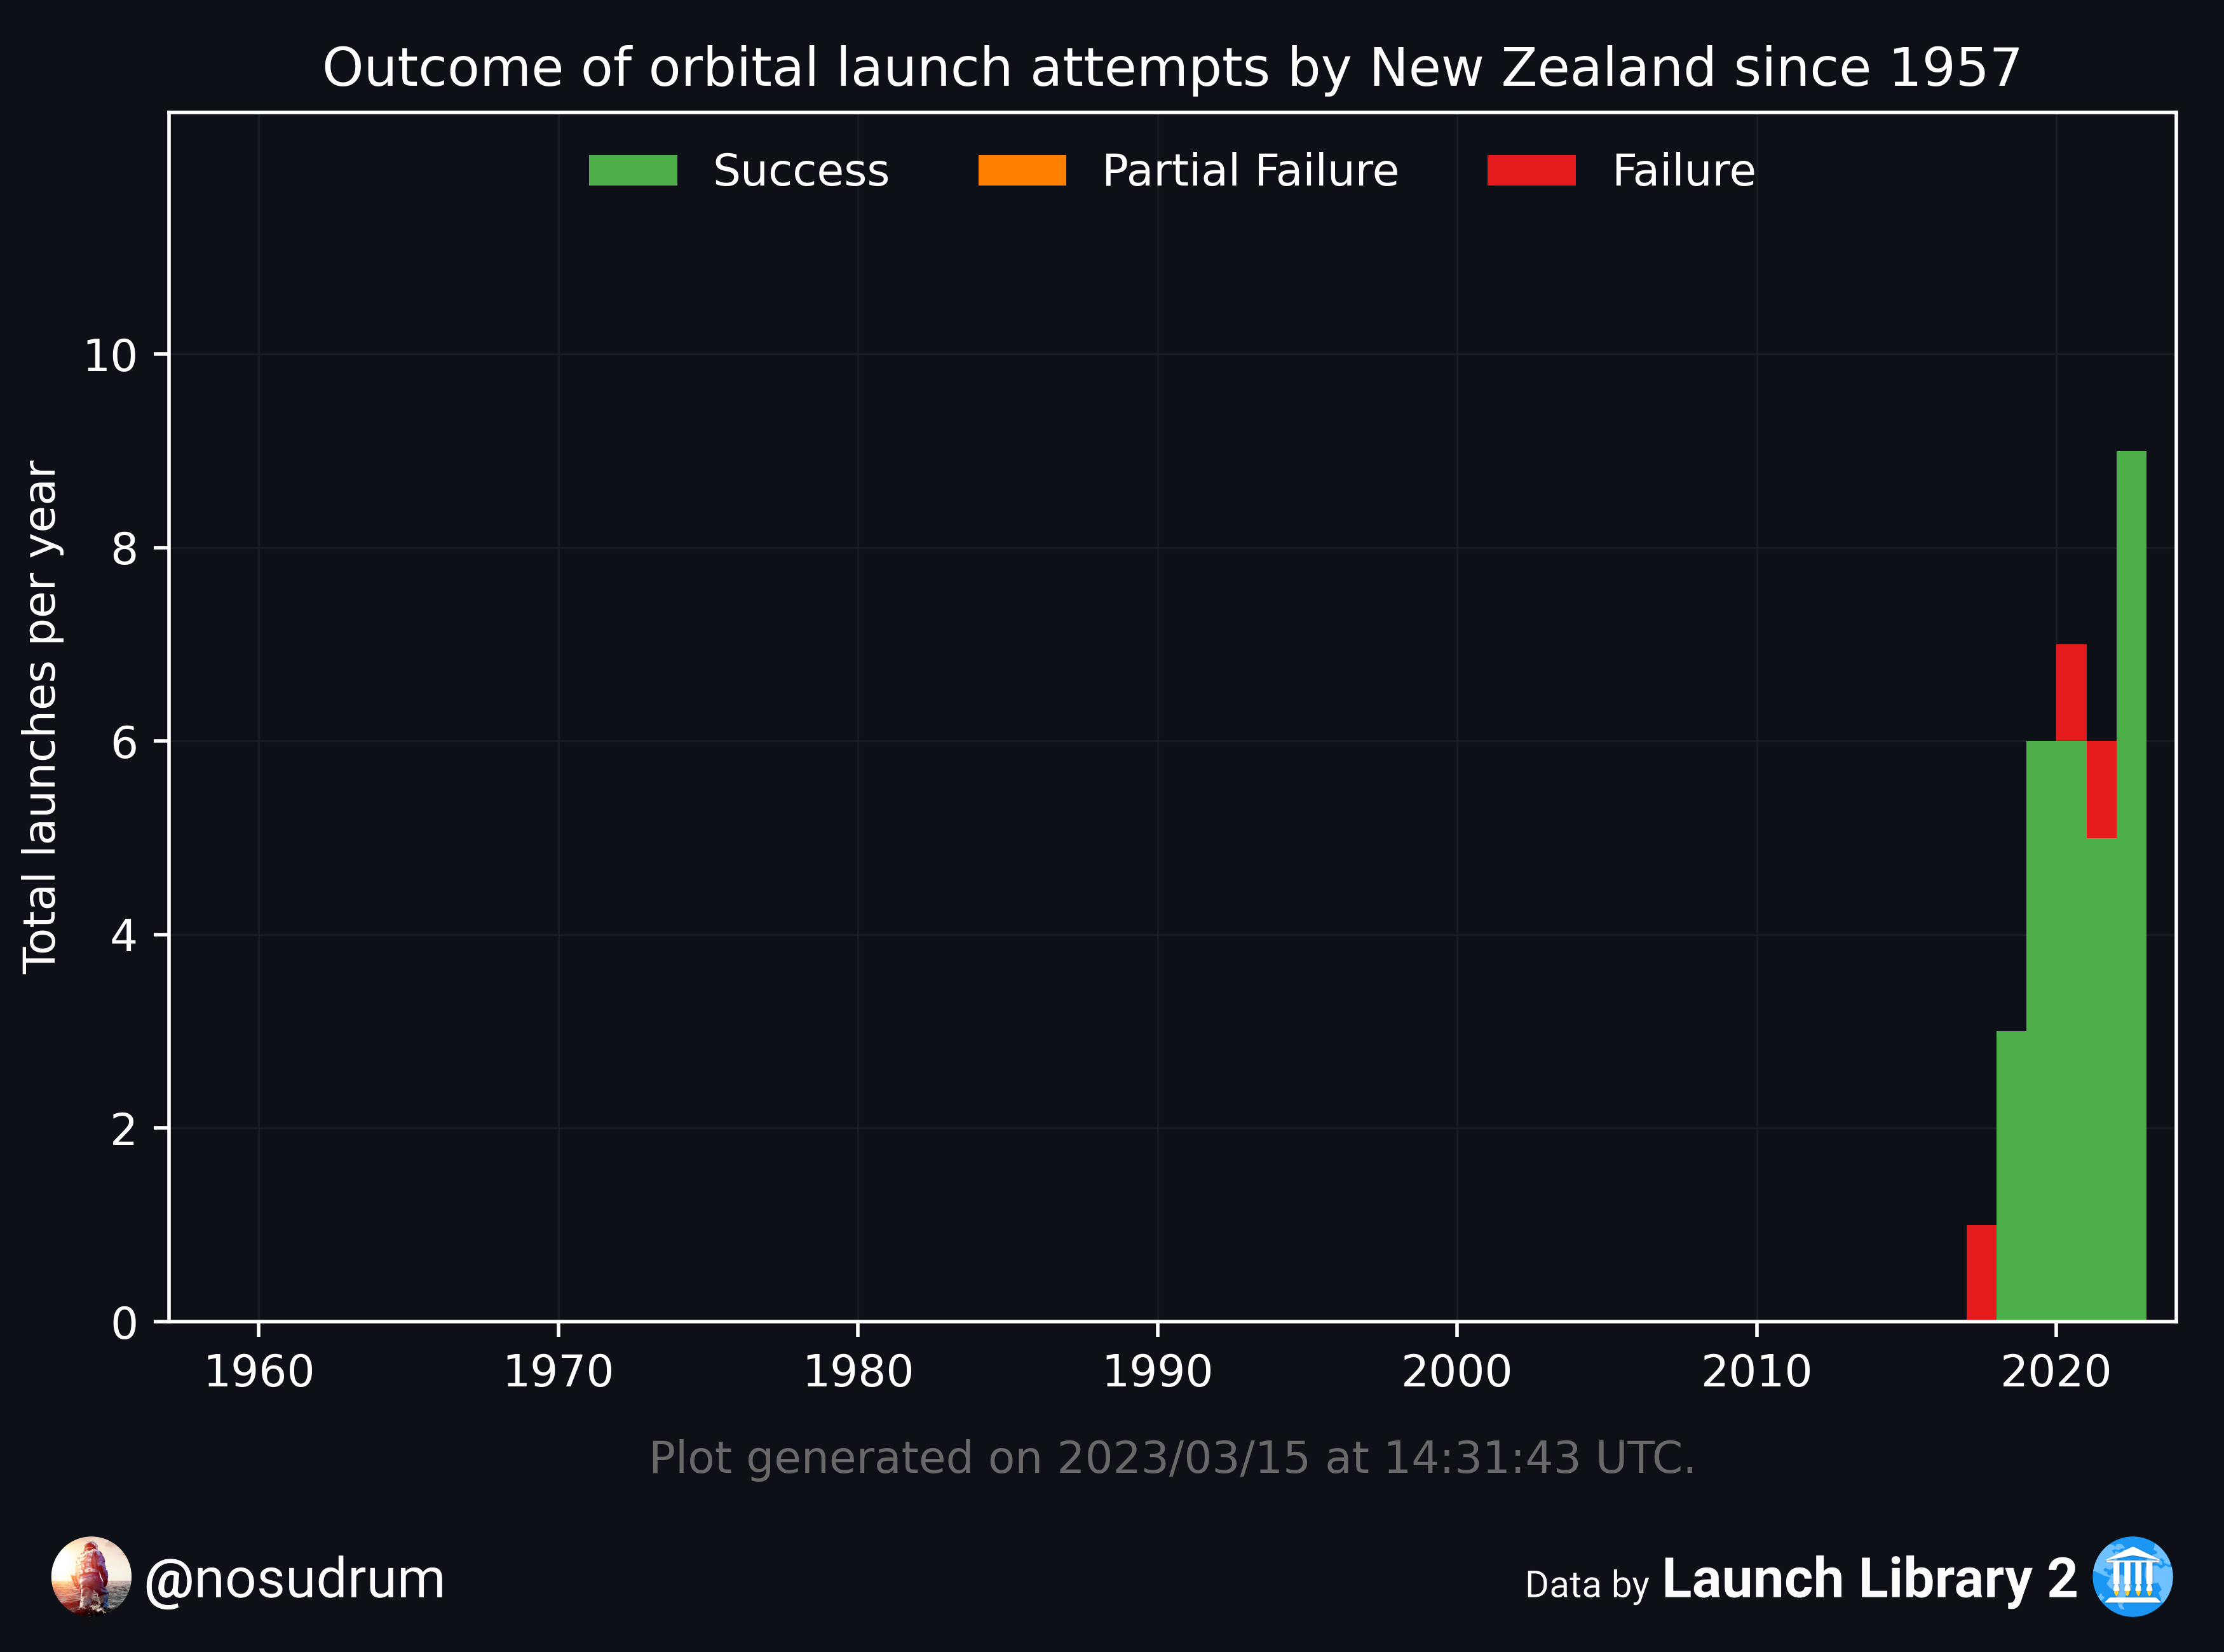 Outcome of orbital launch attempts by New Zealand since 1957
Success Partial Failure Failure
Total launches per year
10
8
6
4
2
0
1960 1970 1980 1990 2000 2010 2020
Plot generated on 2023/03/15 at 14:31:43 UTC.
@nosudrum
Data by Launch Library 2